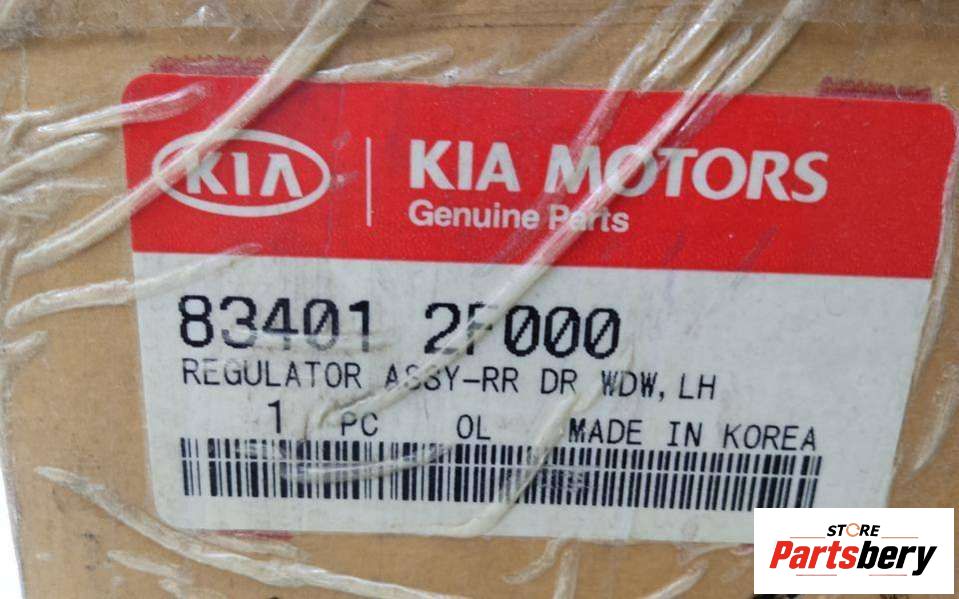 KIA
KIA MOTORS
Genuine Parts
83401 2F000
REGULATOR ASSY-RR DR WDW, LH
1 PC OL MADE IN KOREA
STORE
Partsbery